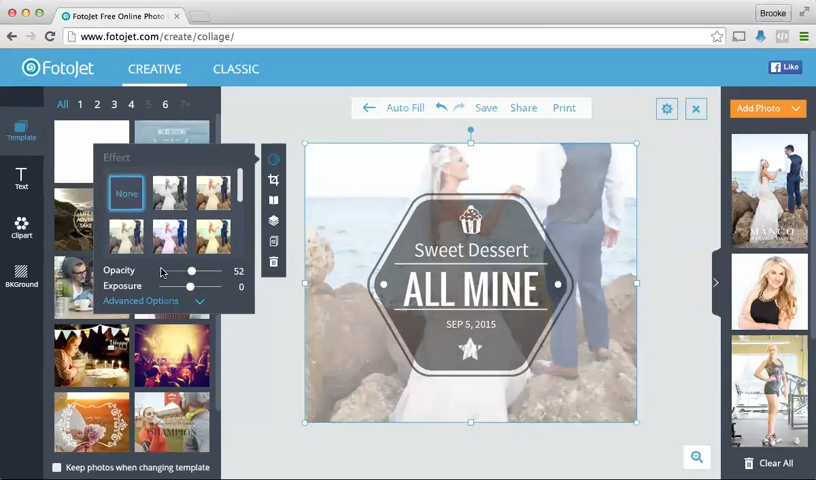 FotoJet Free Online Photo
Brooke
www.fotojet.com/create/collage/
FotoJet
CREATIVE
CLASSIC
Like
All 1 2 3 4 5 6 7+
Auto Fill!
Save
Share
Print
Add Photo
Template
Text
Clipart
BKGround
Effect
None
Opacity
52
Exposure
0
Advanced Options
Sweet Dessert
ALL MINE
SEP 5, 2015
CHAMPION
Keep photos when changing template
Clear All